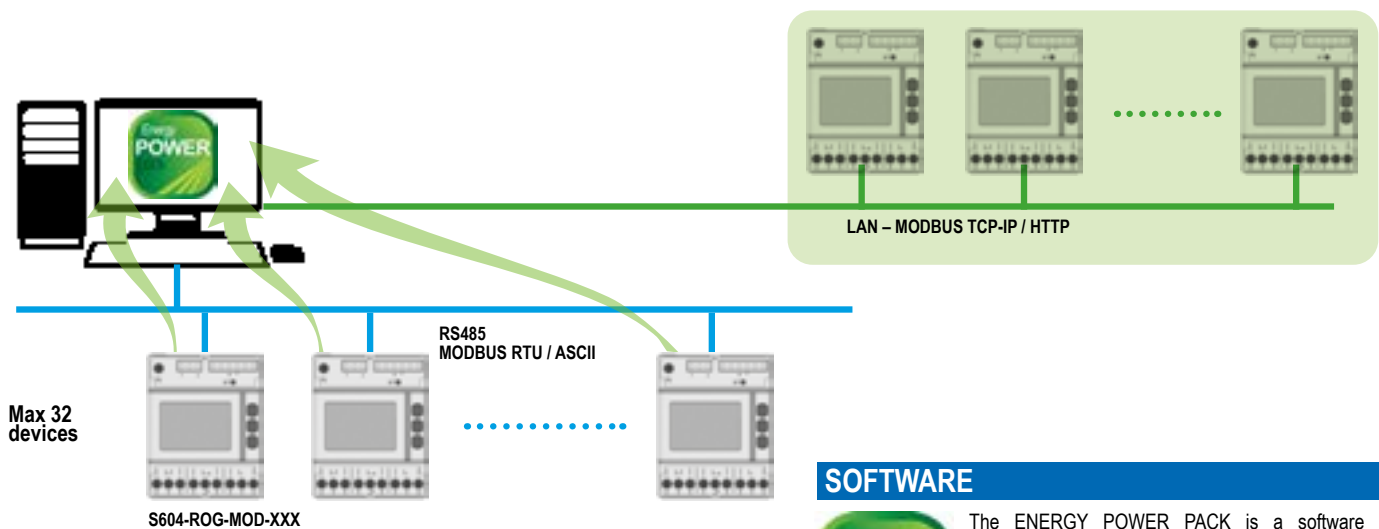 Energy
POWER
LAN – MODBUS TCP-IP / HTTP
RS485
MODBUS RTU / ASCII
Max 32
devices
S604-ROG-MOD-XXX
SOFTWARE
The ENERGY POWER PACK is a software